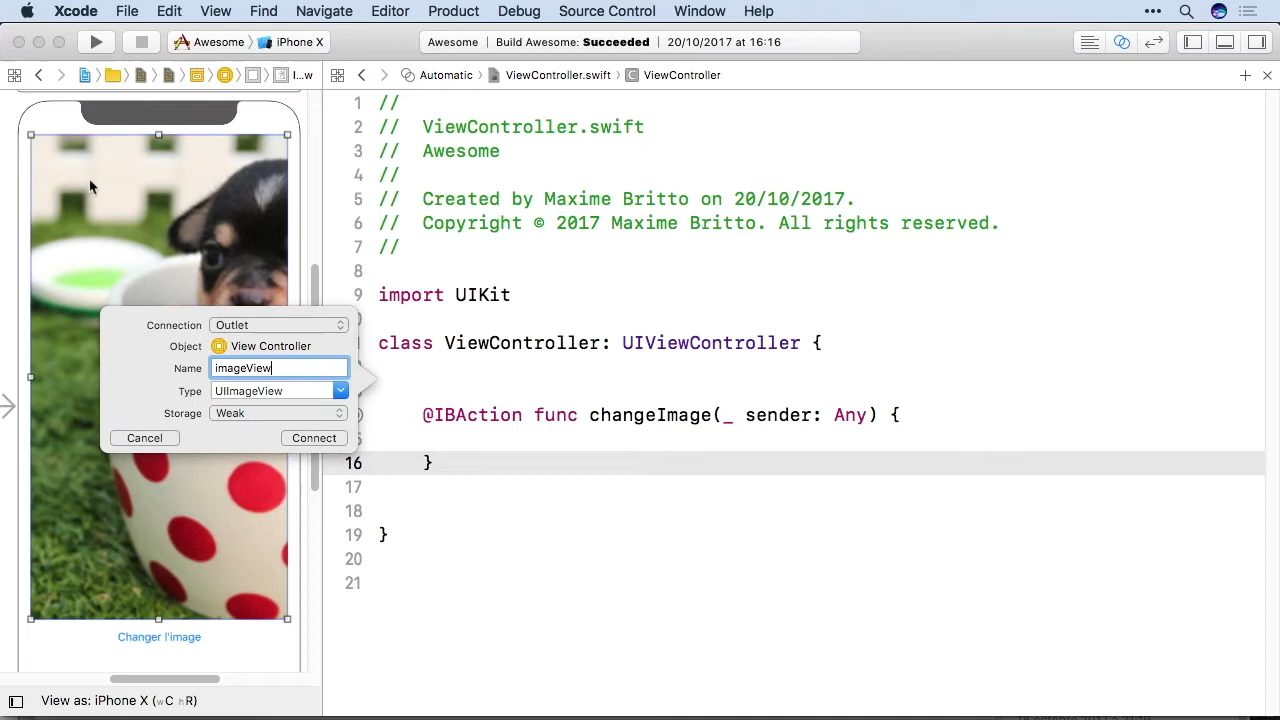 Xcode File Edit View Find Navigate Editor Product Debug Source Control Window Help
Awesome iPhone X Awesome Build Awesome: Succeeded 20/10/2017 at 16:16
I...w Automatic ViewController.swift C ViewController
1 //
2 // ViewController.swift
3 // Awesome
4 //
5 // Created by Maxime Britto on 20/10/2017.
6 // Copyright © 2017 Maxime Britto. All rights reserved.
7 //
8
9 import UIKit
class ViewController: UIViewController {
@IBAction func changeImage(_ sender: Any) {
16 }
17
18
19 }
20
21
Connection Outlet
Object View Controller
Name imageView
Type UIImageView
Storage Weak
Cancel Connect
Changer l'image
View as: iPhone X (wC hR)